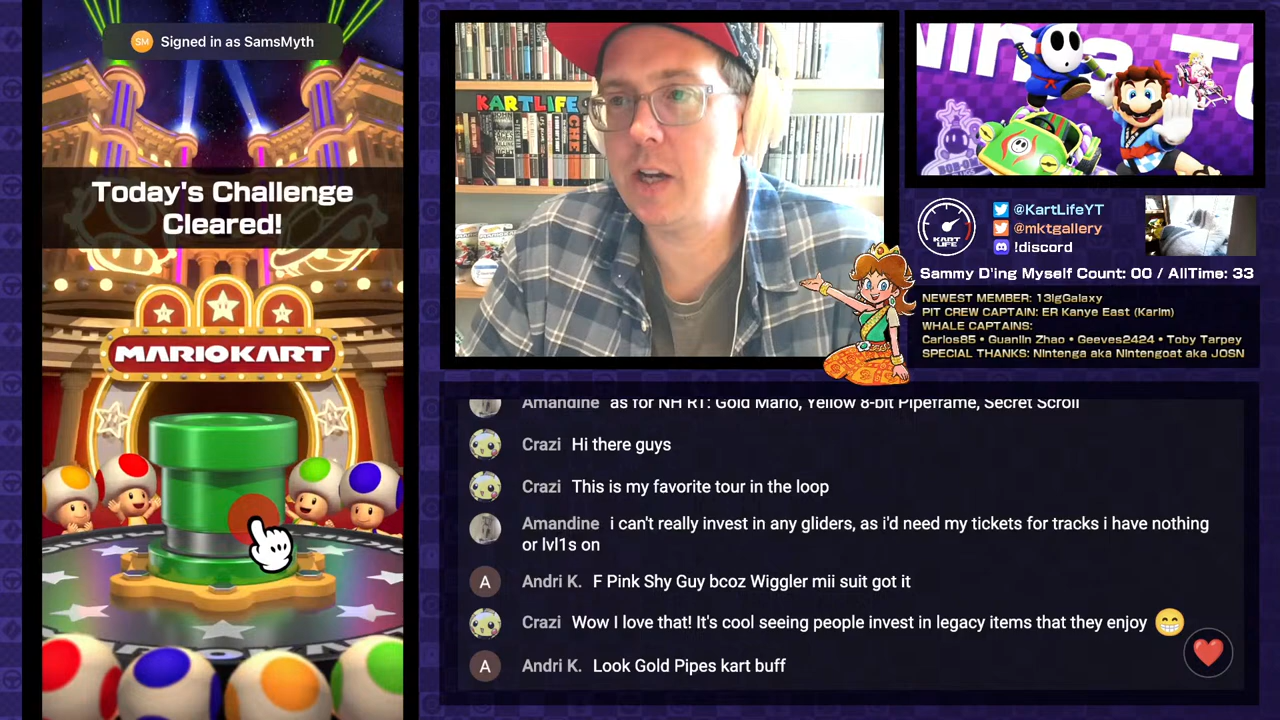 SM Signed in as SamsMyth
Today's Challenge
Cleared!
MARIOKART
KARTLIFE
CHE
Ninja To
KART
LIFE
@KartLifeYT
@mktgallery
!discord
Sammy D'ing Myself Count: 00 / AllTime: 33
NEWEST MEMBER: 13lgGalaxy
PIT CREW CAPTAIN: ER Kanye East (Karim)
WHALE CAPTAINS:
Carlos85 • Guanlin Zhao • Geeves2424 • Toby Tarpey
SPECIAL THANKS: Nintenga aka Nintengoat aka JOSN
Amandine as for NH RT: Gold Mario, Yellow 8-bit Pipeframe, Secret Scroll
Crazi Hi there guys
Crazi This is my favorite tour in the loop
Amandine i can't really invest in any gliders, as i'd need my tickets for tracks i have nothing
or lvl1s on
A Andri K. F Pink Shy Guy bcoz Wiggler mii suit got it
Crazi Wow I love that! It's cool seeing people invest in legacy items that they enjoy
A Andri K. Look Gold Pipes kart buff